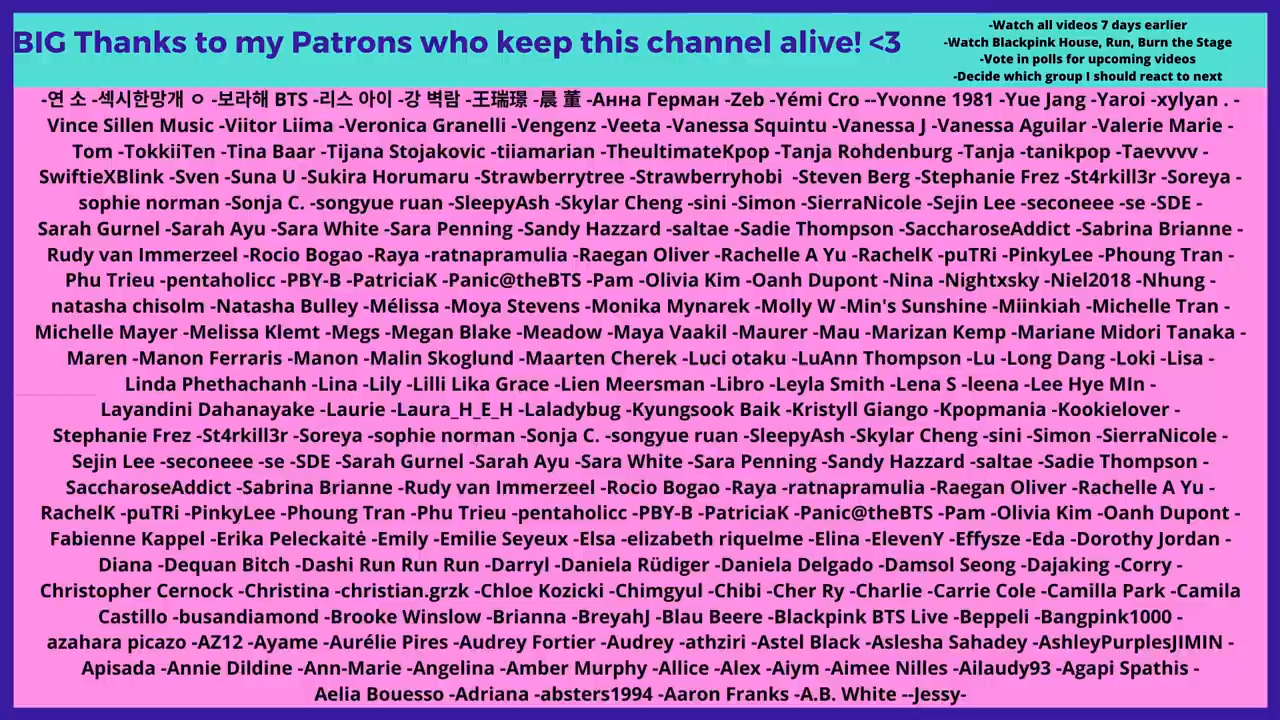 BIG Thanks to my Patrons who keep this channel alive! <3
-Watch all videos 7 days earlier
-Watch Blackpink House, Run, Burn the Stage
-Vote in polls for upcoming videos
-Decide which group I should react to next
-연 소 -섹시한망개 ㅇ -보라해 BTS -리스 아이 -강 벽람 -王瑞璟 -晨 董 -Анна Герман -Zeb -Yémi Cro --Yvonne 1981 -Yue Jang -Yaroi -xylyan . -
Vince Sillen Music -Viitor Liima -Veronica Granelli -Vengenz -Veeta -Vanessa Squintu -Vanessa J -Vanessa Aguilar -Valerie Marie -
Tom -TokkiiTen -Tina Baar -Tijana Stojakovic -tiiamarian -TheultimateKpop -Tanja Rohdenburg -Tanja -tanikpop -Taevvvv -
SwiftieXBlink -Sven -Suna U -Sukira Horumaru -Strawberrytree -Strawberryhobi -Steven Berg -Stephanie Frez -St4rkill3r -Soreya -
sophie norman -Sonja C. -songyue ruan -SleepyAsh -Skylar Cheng -sini -Simon -SierraNicole -Sejin Lee -seconeee -se -SDE -
Sarah Gurnel -Sarah Ayu -Sara White -Sara Penning -Sandy Hazzard -saltae -Sadie Thompson -SaccharoseAddict -Sabrina Brianne -
Rudy van Immerzeel -Rocio Bogao -Raya -ratnapramulia -Raegan Oliver -Rachelle A Yu -RachelK -puTRi -PinkyLee -Phoung Tran -
Phu Trieu -pentaholicc -PBY-B -PatriciaK -Panic@theBTS -Pam -Olivia Kim -Oanh Dupont -Nina -Nightxsky -Niel2018 -Nhung -
natasha chisolm -Natasha Bulley -Mélissa -Moya Stevens -Monika Mynarek -Molly W -Min's Sunshine -Miinkiah -Michelle Tran -
Michelle Mayer -Melissa Klemt -Megs -Megan Blake -Meadow -Maya Vaakil -Maurer -Mau -Marizan Kemp -Mariane Midori Tanaka -
Maren -Manon Ferraris -Manon -Malin Skoglund -Maarten Cherek -Luci otaku -LuAnn Thompson -Lu -Long Dang -Loki -Lisa -
Linda Phethachanh -Lina -Lily -Lilli Lika Grace -Lien Meersman -Libro -Leyla Smith -Lena S -leena -Lee Hye MIn -
Layandini Dahanayake -Laurie -Laura_H_E_H -Laladybug -Kyungsook Baik -Kristyll Giango -Kpopmania -Kookielover -
Stephanie Frez -St4rkill3r -Soreya -sophie norman -Sonja C. -songyue ruan -SleepyAsh -Skylar Cheng -sini -Simon -SierraNicole -
Sejin Lee -seconeee -se -SDE -Sarah Gurnel -Sarah Ayu -Sara White -Sara Penning -Sandy Hazzard -saltae -Sadie Thompson -
SaccharoseAddict -Sabrina Brianne -Rudy van Immerzeel -Rocio Bogao -Raya -ratnapramulia -Raegan Oliver -Rachelle A Yu -
RachelK -puTRi -PinkyLee -Phoung Tran -Phu Trieu -pentaholicc -PBY-B -PatriciaK -Panic@theBTS -Pam -Olivia Kim -Oanh Dupont -
Fabienne Kappel -Erika Peleckaitė -Emily -Emilie Seyeux -Elsa -elizabeth riquelme -Elina -ElevenY -Effysze -Eda -Dorothy Jordan -
Diana -Dequan Bitch -Dashi Run Run Run -Darryl -Daniela Rüdiger -Daniela Delgado -Damsol Seong -Dajaking -Corry -
Christopher Cernock -Christina -christian.grzk -Chloe Kozicki -Chimgyul -Chibi -Cher Ry -Charlie -Carrie Cole -Camilla Park -Camila
Castillo -busandiamond -Brooke Winslow -Brianna -BreyahJ -Blau Beere -Blackpink BTS Live -Beppeli -Bangpink1000 -
azahara picazo -AZ12 -Ayame -Aurélie Pires -Audrey Fortier -Audrey -athziri -Astel Black -Aslesha Sahadey -AshleyPurplesJIMIN -
Apisada -Annie Dildine -Ann-Marie -Angelina -Amber Murphy -Allice -Alex -Aiym -Aimee Nilles -Ailaudy93 -Agapi Spathis -
Aelia Bouesso -Adriana -absters1994 -Aaron Franks -A.B. White --Jessy-